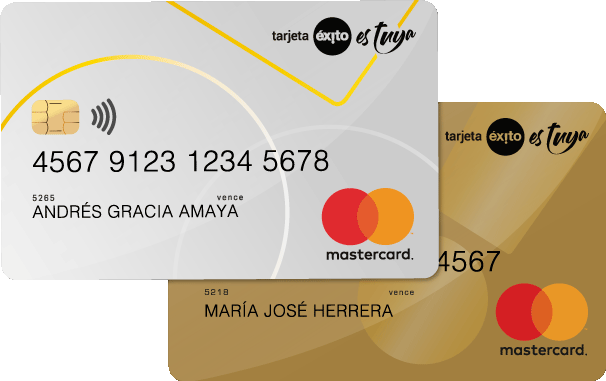 tarjeta éxito es tuya
4567 9123 1234 5678
5265 vence
ANDRÉS GRACIA AMAYA
mastercard.
tarjeta éxito es tuya
4567
5218 vence
MARÍA JOSÉ HERRERA
mastercard.